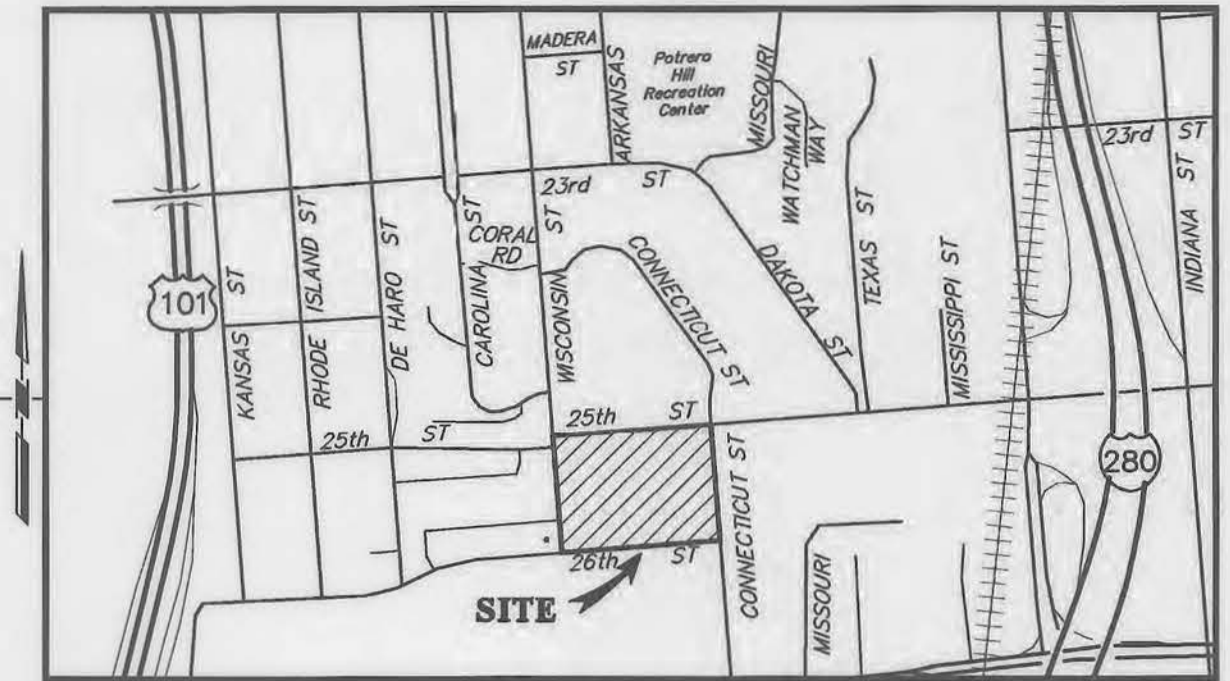 MADERA
ST
ARKANSAS
Potrero
Hill
Recreation
Center
MISSOURI
WATCHMAN
WAY
23rd
ST
INDIANA ST
23rd
ST
101
KANSAS
ST
RHODE
ISLAND ST
DE HARO ST
CAROLINA
ST
CORAL
RD
WISCONSIN
ST
CONNECTICUT ST
DAKOTA ST
TEXAS ST
MISSISSIPPI ST
25th
ST
25th
ST
280
26th
ST
CONNECTICUT ST
MISSOURI
SITE
N